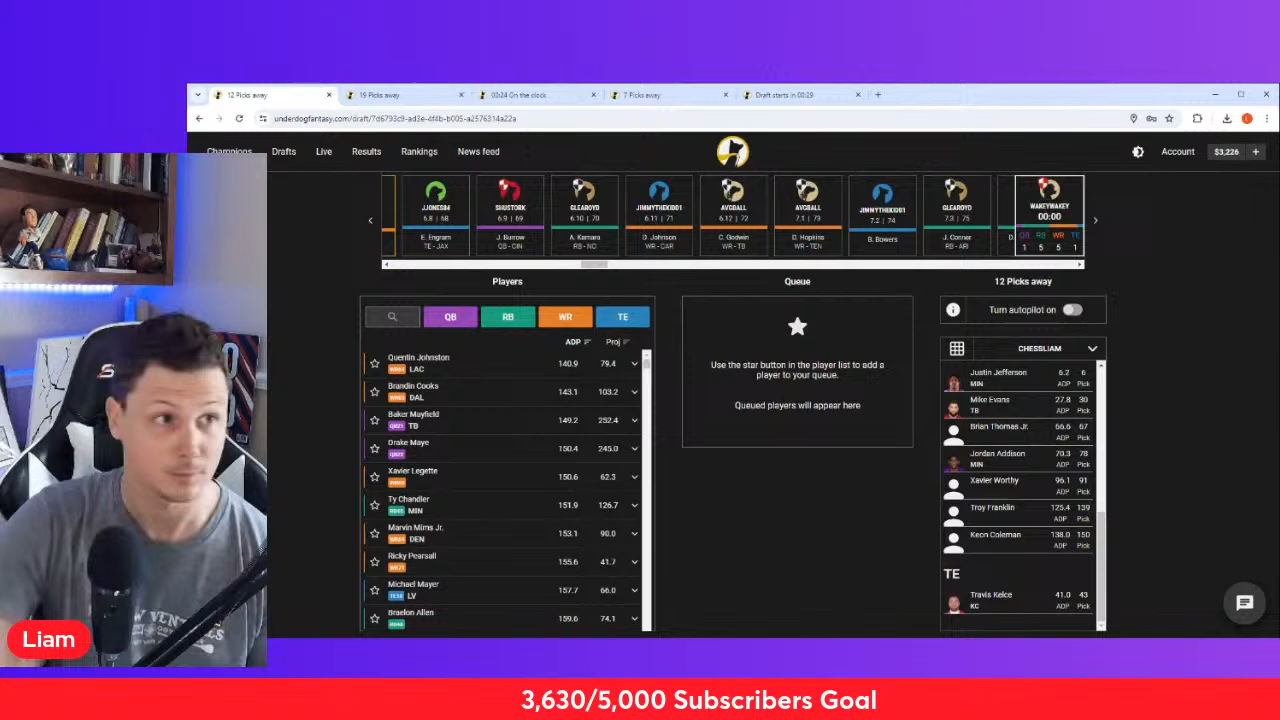 12 Picks away
19 Picks away
00:24 On the clock
7 Picks away
Draft starts in 00:29
underdogfantasy.com/draft/7d6793c9-ad3e-4f4b-b005-a2576314a22a
Champions
Drafts
Live
Results
Rankings
News feed
Account
$3,226
JJONES84
6.8 | 68
E. Engram
TE - JAX
SHUSTORK
6.9 | 69
J. Burrow
QB - CIN
GLEAROYD
6.10 | 70
A. Kamara
RB - NO
JIMMYTHEKID01
6.11 | 71
D. Johnson
WR - CAR
AVGBALL
6.12 | 72
C. Godwin
WR - TB
AVGBALL
7.1 | 73
D. Hopkins
WR - TEN
JIMMYTHEKID01
7.2 | 74
B. Bowers
GLEAROYD
7.3 | 75
J. Conner
RB - ARI
WAKEYWAKEY
00:00
QB RB WR TE
1 5 5 1
Players
Queue
12 Picks away
QB
RB
WR
TE
ADP
Proj
Quentin Johnston
LAC
140.9
79.4
Brandin Cooks
DAL
143.1
103.2
Baker Mayfield
TB
149.2
252.4
Drake Maye
150.4
245.0
Xavier Legette
150.6
62.3
Ty Chandler
MIN
151.9
126.7
Marvin Mims Jr.
DEN
153.1
90.0
Ricky Pearsall
155.6
41.7
Michael Mayer
LV
157.7
66.0
Braelon Allen
159.6
74.1
Use the star button in the player list to add a
player to your queue.
Queued players will appear here
Turn autopilot on
CHESSLIAM
Justin Jefferson
MIN
6.2 6
ADP Pick
Mike Evans
TB
27.8 30
ADP Pick
Brian Thomas Jr.
66.6 67
ADP Pick
Jordan Addison
MIN
70.3 78
ADP Pick
Xavier Worthy
96.1 91
ADP Pick
Troy Franklin
125.4 139
ADP Pick
Keon Coleman
138.0 150
ADP Pick
TE
Travis Kelce
KC
41.0 43
ADP Pick
Liam
3,630/5,000 Subscribers Goal